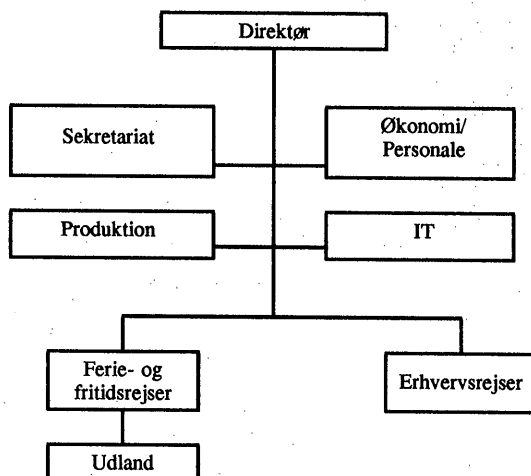 Direktør
Sekretariat
Økonomi/
Personale
Produktion
IT
Ferie- og
fritidsrejser
Erhvervsrejser
Udland